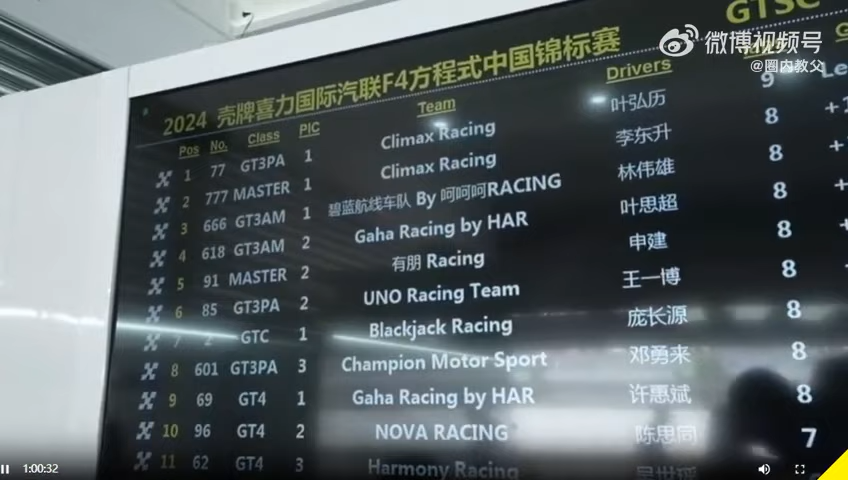 微博视频号
@圈内教父
GTSC
2024 壳牌喜力国际汽联F4方程式中国锦标赛
Pos No. Class PIC Team Drivers
1 77 GT3PA 1 Climax Racing 叶弘历 9 Le
2 777 MASTER 1 Climax Racing 李东升 8 +1
3 666 GT3AM 1 碧蓝航线车队 By 呵呵呵RACING 林伟雄 8 +
4 618 GT3AM 2 Gaha Racing by HAR 叶思超 8 +
5 91 MASTER 2 有朋 Racing 申建 8 +
6 85 GT3PA 2 UNO Racing Team 王一博 8
7 2 GTC 1 Blackjack Racing 庞长源 8
8 601 GT3PA 3 Champion Motor Sport 邓勇来 8
9 69 GT4 1 Gaha Racing by HAR 许惠斌 8
10 96 GT4 2 NOVA RACING 陈思同 7
11 62 GT4 3 Harmony Racing
1:00:32